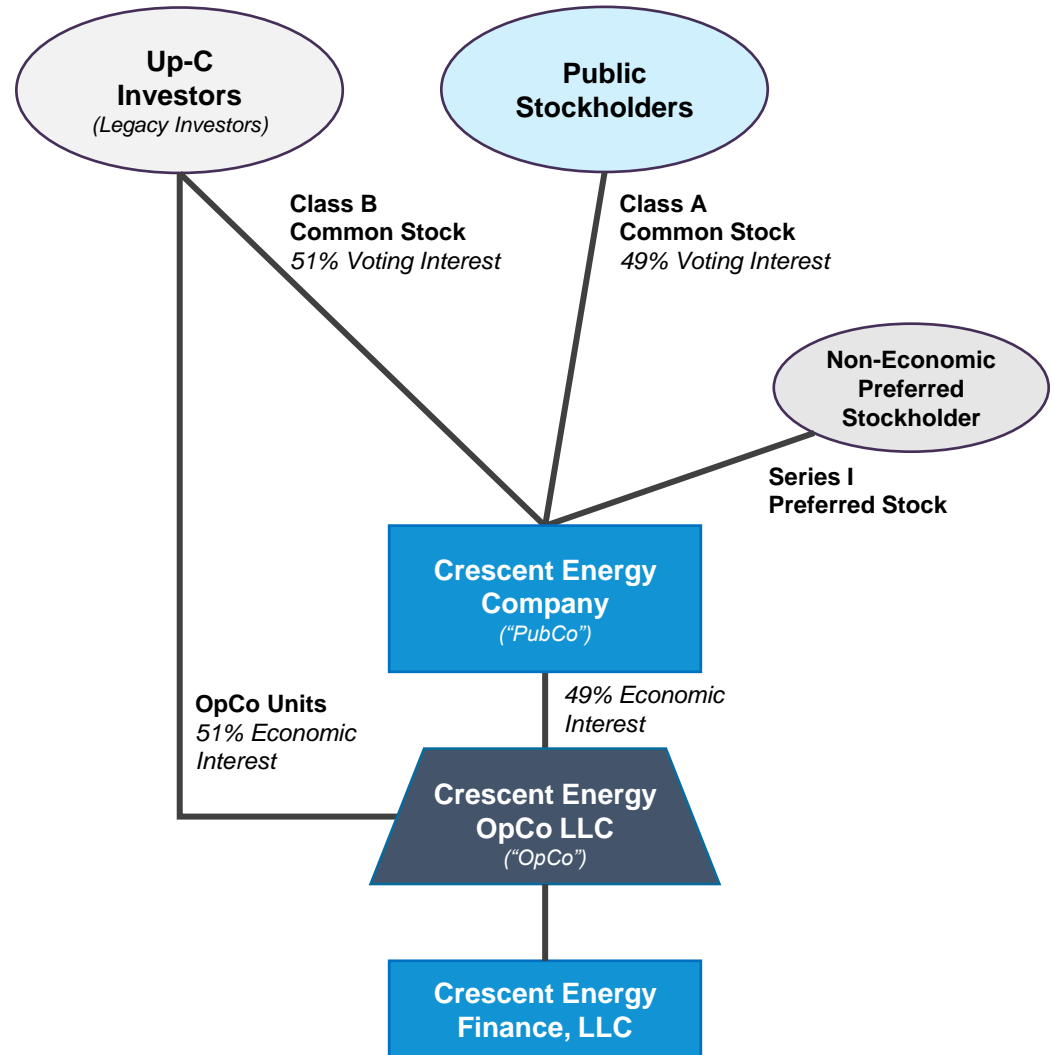 Up-C
Investors
(Legacy Investors)
Public
Stockholders
Class B
Common Stock
51% Voting Interest
Class A
Common Stock
49% Voting Interest
Non-Economic
Preferred
Stockholder
Series I
Preferred Stock
Crescent Energy
Company
(“PubCo”)
OpCo Units
51% Economic
Interest
49% Economic
Interest
Crescent Energy
OpCo LLC
(“OpCo”)
Crescent Energy
Finance, LLC